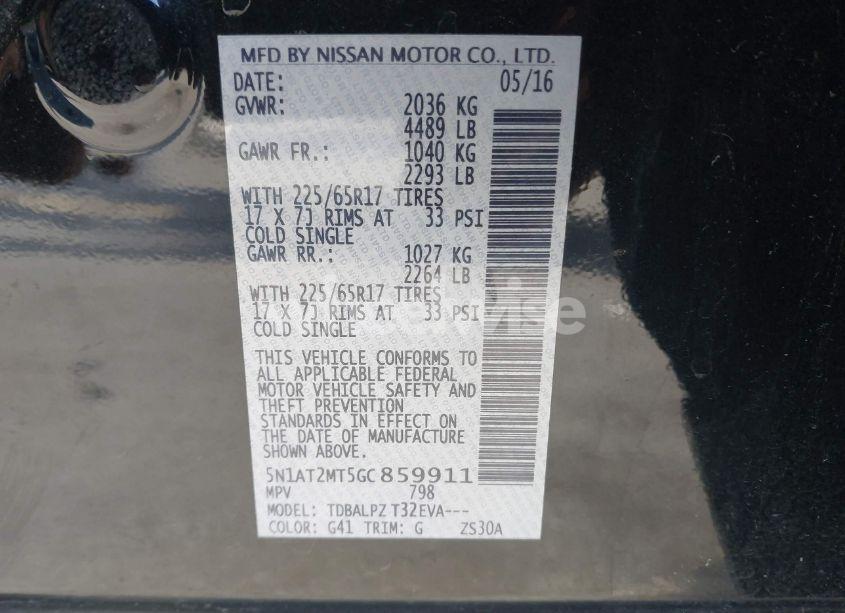 MFD BY NISSAN MOTOR CO., LTD.
DATE: 05/16
GVWR: 2036 KG
4489 LB
GAWR FR.: 1040 KG
2293 LB
WITH 225/65R17 TIRES
17 X 7J RIMS AT 33 PSI
COLD SINGLE
GAWR RR.: 1027 KG
2264 LB
WITH 225/65R17 TIRES
17 X 7J RIMS AT 33 PSI
COLD SINGLE
THIS VEHICLE CONFORMS TO
ALL APPLICABLE FEDERAL
MOTOR VEHICLE SAFETY AND
THEFT PREVENTION
STANDARDS IN EFFECT ON
THE DATE OF MANUFACTURE
SHOWN ABOVE.
5N1AT2MT5GC859911
MPV 798
MODEL: TDBALPZ T32EVA---
COLOR: G41 TRIM: G ZS30A